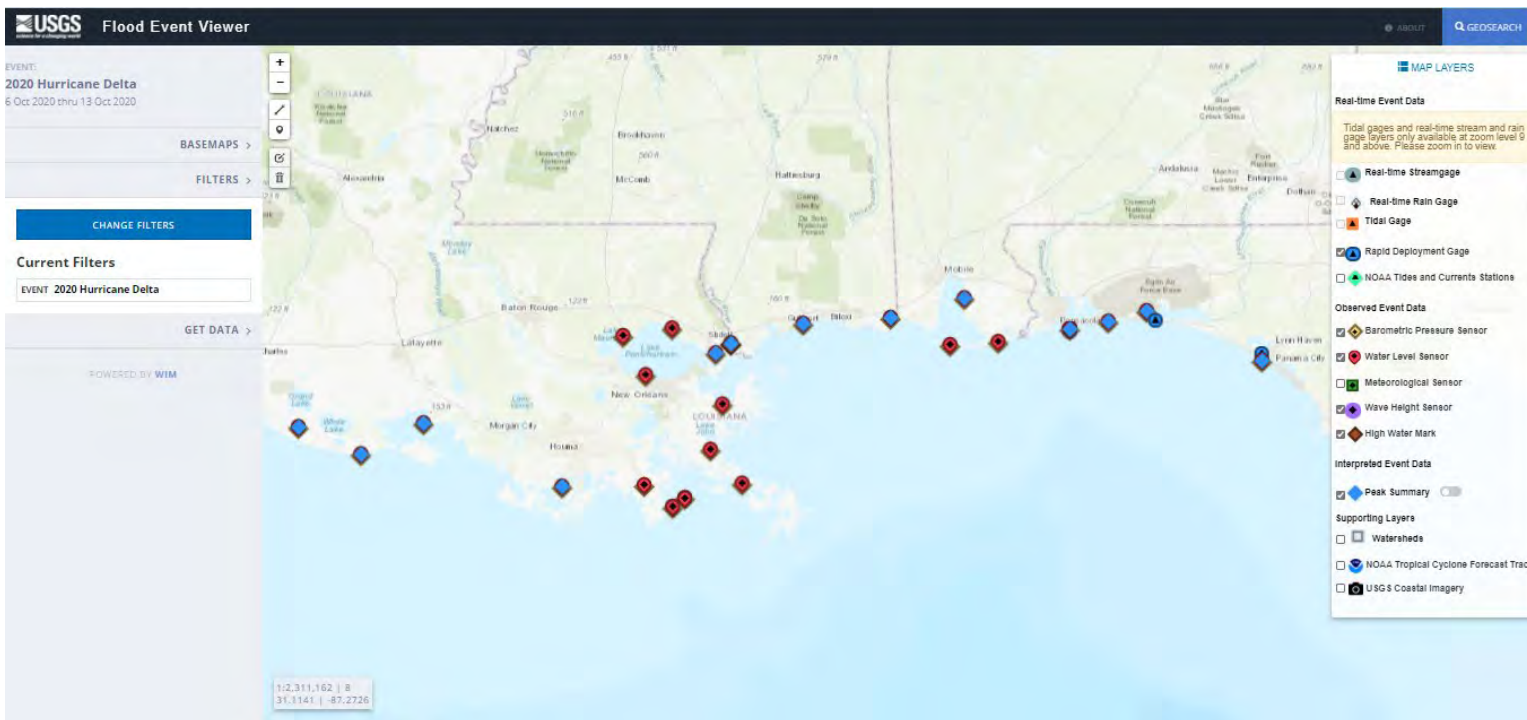 USGS
science for a changing world
Flood Event Viewer
ABOUT
GEOSEARCH
EVENT:
2020 Hurricane Delta
6 Oct 2020 thru 13 Oct 2020
BASEMAPS >
FILTERS >
CHANGE FILTERS
Current Filters
EVENT 2020 Hurricane Delta
GET DATA >
POWERED BY WIM
+
−
Natchez
Brookhaven
McComb
Hattiesburg
Alexandria
Andalusia
Enterprise
Dothan
Mobile
Baton Rouge
Biloxi
Lafayette
Slidell
Lynn Haven
Panama City
New Orleans
Morgan City
Houma
LOUISIANA
1:2,311,162 | 8
31.1141 | -87.2726
MAP LAYERS
Real-time Event Data
Tidal gages and real-time stream and rain
gage layers only available at zoom level 9
and above. Please zoom in to view.
Real-time Streamgage
Real-time Rain Gage
Tidal Gage
Rapid Deployment Gage
NOAA Tides and Currents Stations
Observed Event Data
Barometric Pressure Sensor
Water Level Sensor
Meteorological Sensor
Wave Height Sensor
High Water Mark
Interpreted Event Data
Peak Summary
Supporting Layers
Watersheds
NOAA Tropical Cyclone Forecast Trac
USGS Coastal Imagery